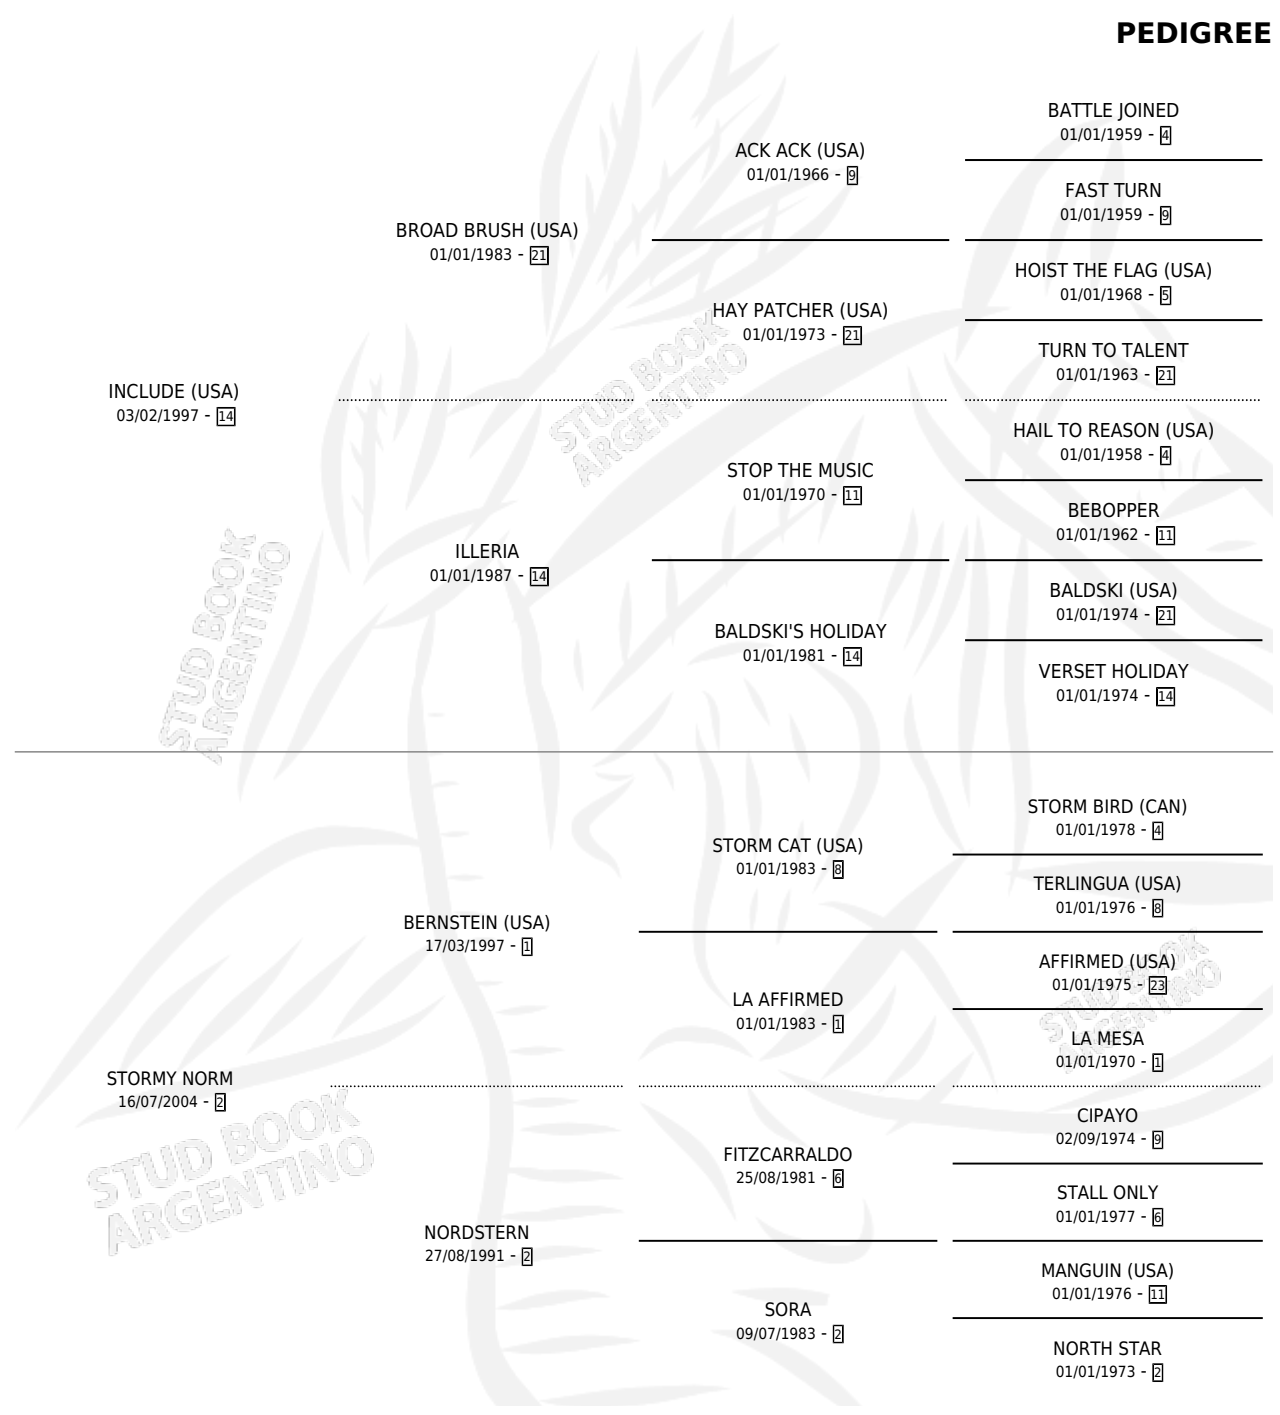 PEDIGREE
BATTLE JOINED
01/01/1959 - 4
ACK ACK (USA)
01/01/1966 - 9
FAST TURN
01/01/1959 - 9
BROAD BRUSH (USA)
01/01/1983 - 21
HOIST THE FLAG (USA)
01/01/1968 - 5
HAY PATCHER (USA)
01/01/1973 - 21
TURN TO TALENT
01/01/1963 - 21
INCLUDE (USA)
03/02/1997 - 14
HAIL TO REASON (USA)
01/01/1958 - 4
STOP THE MUSIC
01/01/1970 - 11
BEBOPPER
01/01/1962 - 11
ILLERIA
01/01/1987 - 14
BALDSKI (USA)
01/01/1974 - 21
BALDSKI'S HOLIDAY
01/01/1981 - 14
VERSET HOLIDAY
01/01/1974 - 14
STORM BIRD (CAN)
01/01/1978 - 4
STORM CAT (USA)
01/01/1983 - 8
TERLINGUA (USA)
01/01/1976 - 8
BERNSTEIN (USA)
17/03/1997 - 1
AFFIRMED (USA)
01/01/1975 - 23
LA AFFIRMED
01/01/1983 - 1
LA MESA
01/01/1970 - 1
STORMY NORM
16/07/2004 - 2
CIPAYO
02/09/1974 - 9
FITZCARRALDO
25/08/1981 - 6
STALL ONLY
01/01/1977 - 6
NORDSTERN
27/08/1991 - 2
MANGUIN (USA)
01/01/1976 - 11
SORA
09/07/1983 - 2
NORTH STAR
01/01/1973 - 2
STUD BOOK
ARGENTINO
STUD BOOK
ARGENTINO
STUD BOOK
ARGENTINO
STUD BOOK
ARGENTINO